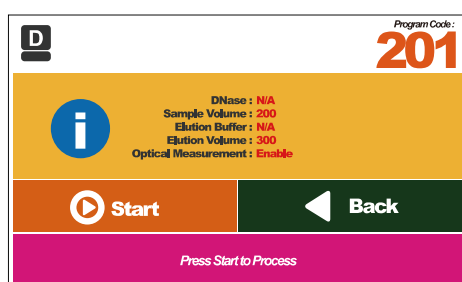 D
Program Code :
201
DNase : N/A
Sample Volume : 200
Elution Buffer : N/A
Elution Volume : 300
Optical Measurement : Enable
i
Start
Back
Press Start to Process